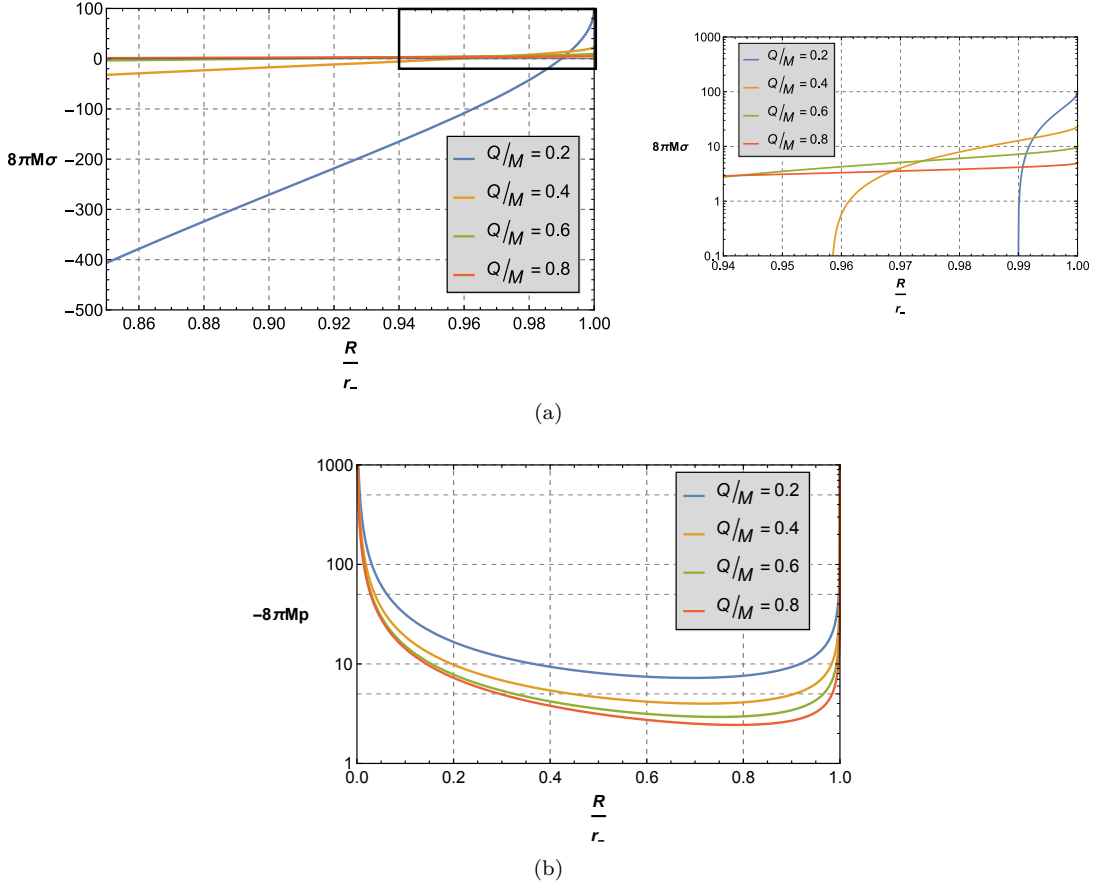 100
0
-100
-200
-300
-400
-500
8πMσ
0.86 0.88 0.90 0.92 0.94 0.96 0.98 1.00
R
r₋
Q/M = 0.2
Q/M = 0.4
Q/M = 0.6
Q/M = 0.8
1000
100
10
1
0.1
8πMσ
0.94 0.95 0.96 0.97 0.98 0.99 1.00
R
r₋
Q/M = 0.2
Q/M = 0.4
Q/M = 0.6
Q/M = 0.8
(a)
1000
100
10
1
-8πMp
0.0 0.2 0.4 0.6 0.8 1.0
R
r₋
Q/M = 0.2
Q/M = 0.4
Q/M = 0.6
Q/M = 0.8
(b)